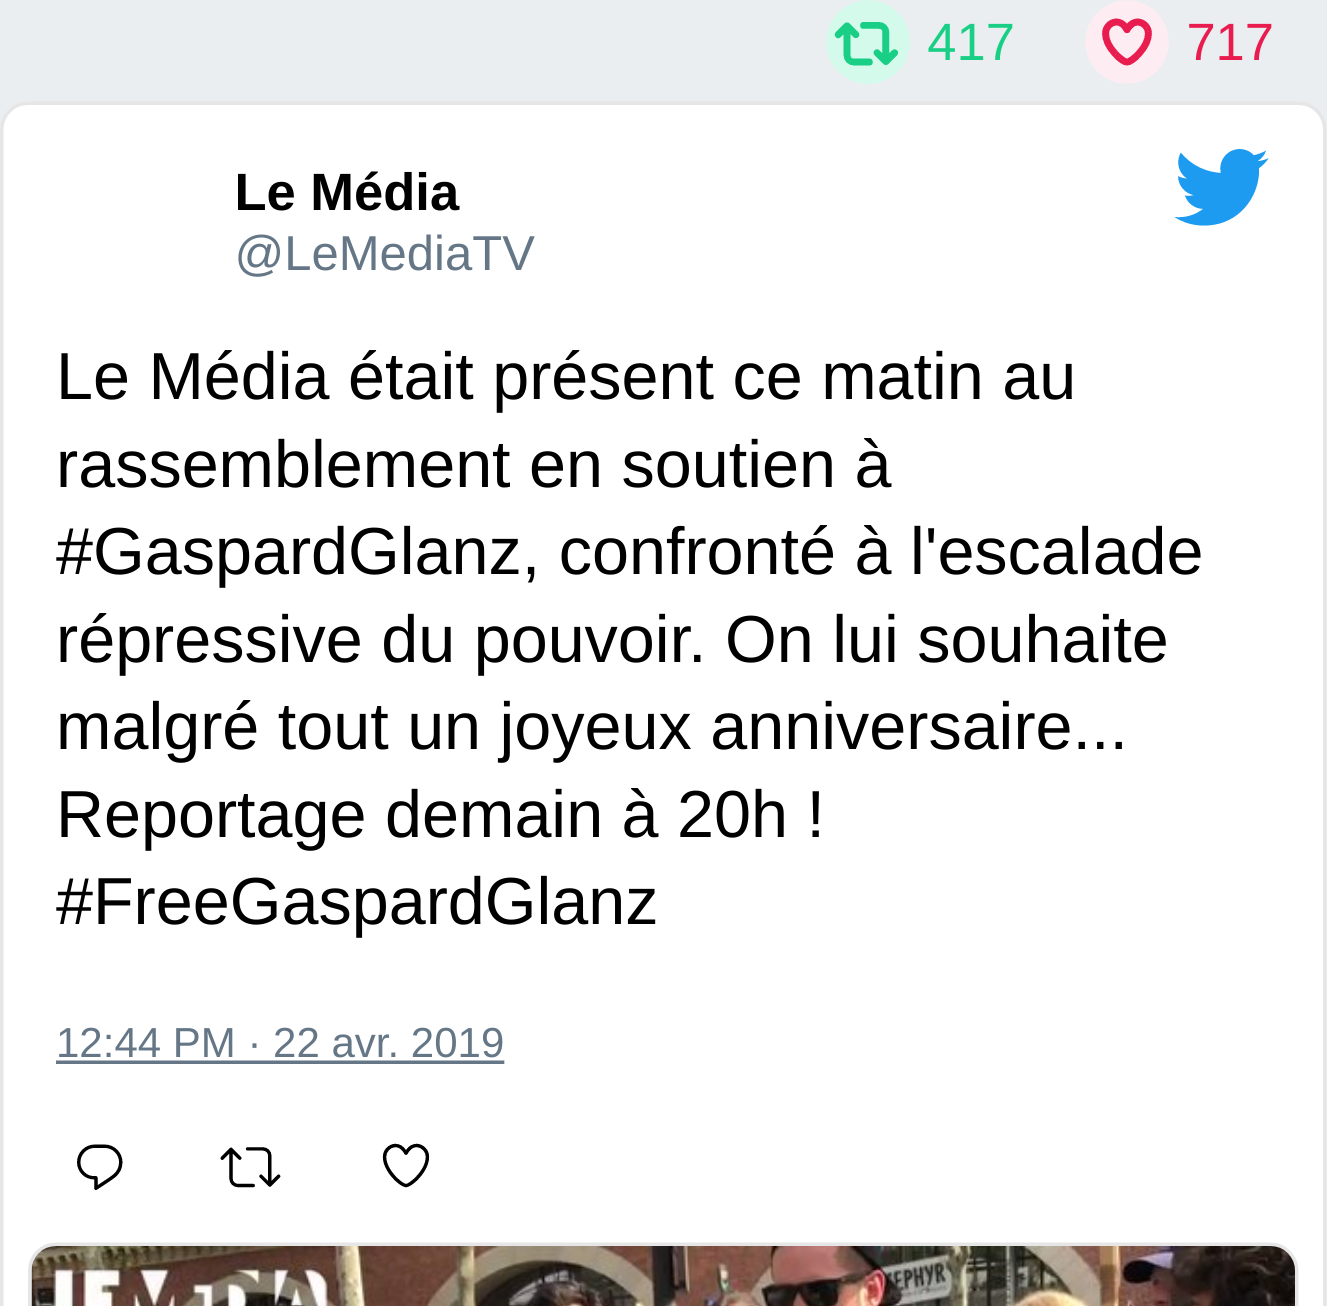 417 717
Le Média
@LeMediaTV
Le Média était présent ce matin au
rassemblement en soutien à
#GaspardGlanz, confronté à l'escalade
répressive du pouvoir. On lui souhaite
malgré tout un joyeux anniversaire...
Reportage demain à 20h !
#FreeGaspardGlanz
12:44 PM · 22 avr. 2019